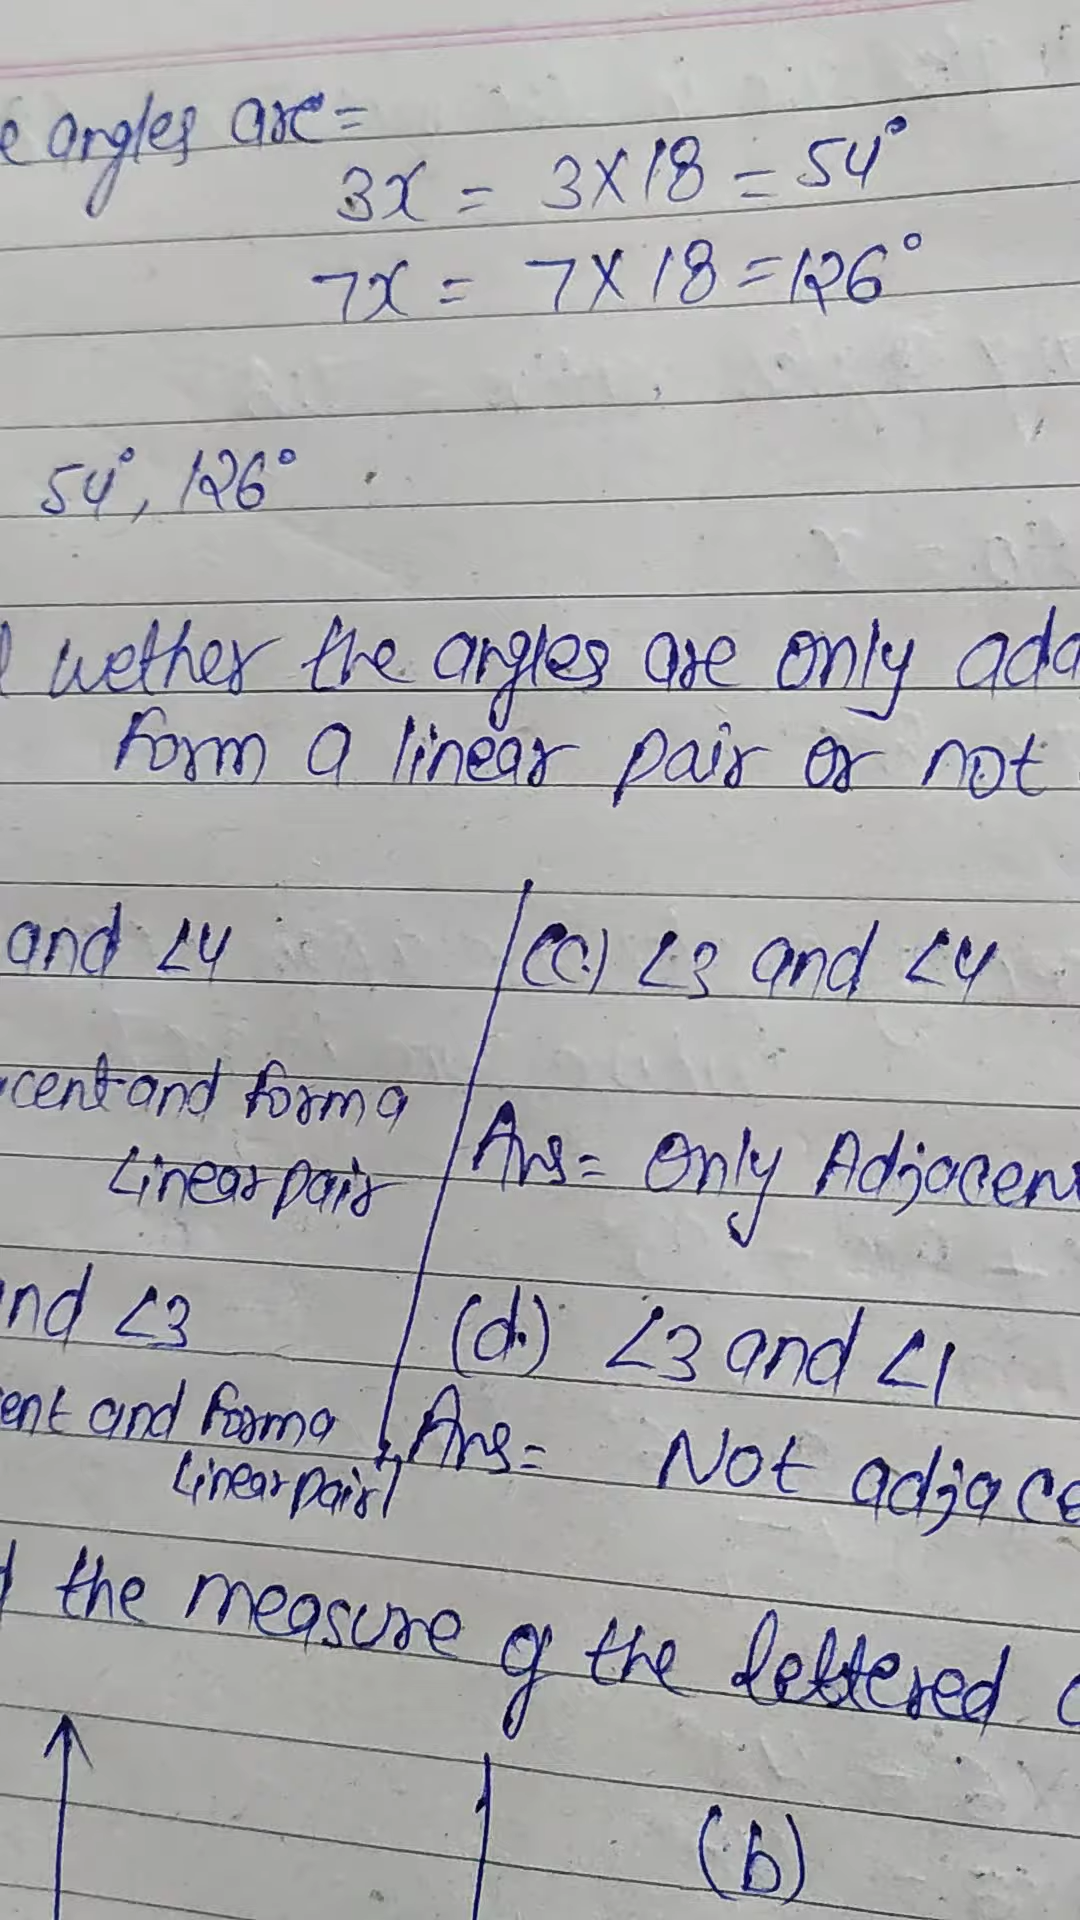 e angles are =
3x = 3×18 = 54°
7x = 7×18 = 126°
54°, 126°
wether the angles are only ada
form a linear pair or not
and ∠4
cent and form a
Linear pair
nd ∠3
ent and form a
Linear pair
(c.) ∠3 and ∠4
Ans = Only Adjacen
(d.) ∠3 and ∠1
Ans = Not adjace
the measure of the lettered
(b)